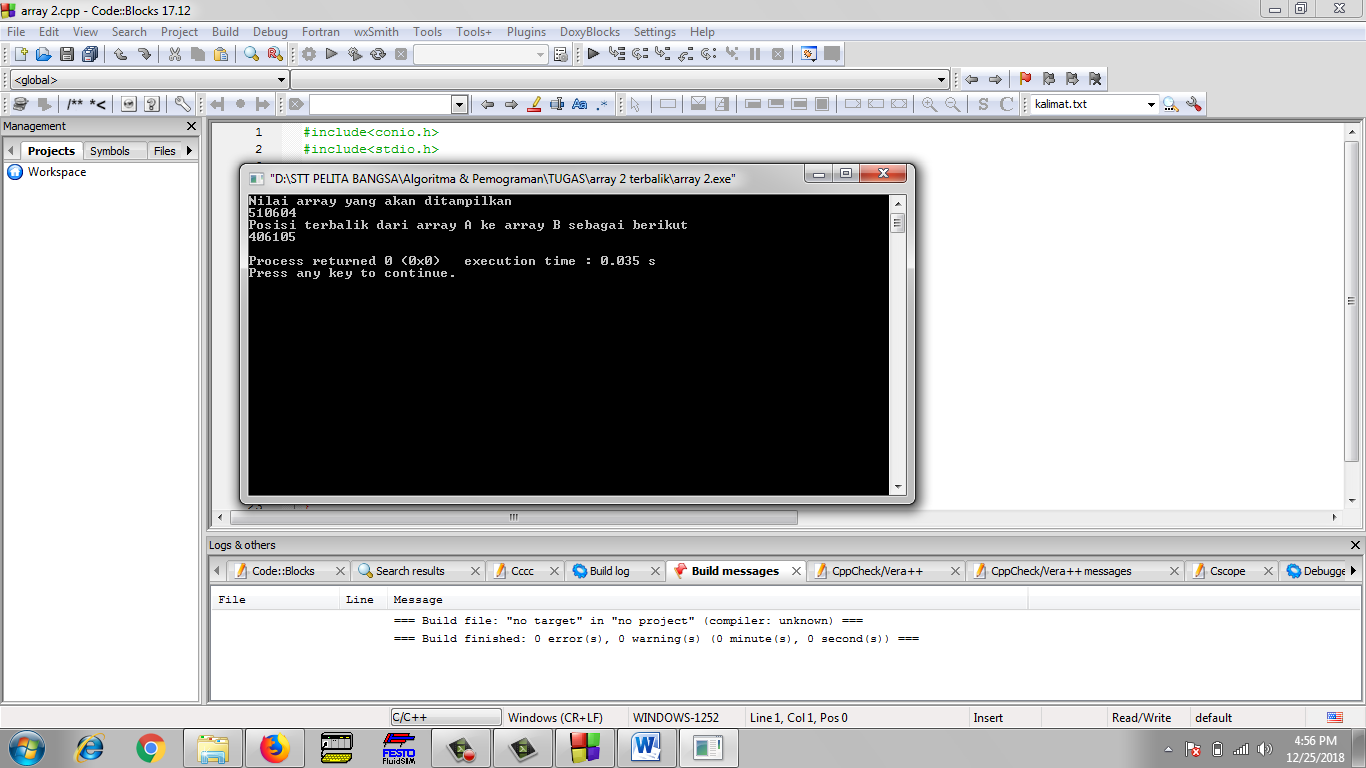 array 2.cpp - Code::Blocks 17.12
File Edit View Search Project Build Debug Fortran wxSmith Tools Tools+ Plugins DoxyBlocks Settings Help
<global>
/** *< Aa .* S C kalimat.txt
Management
Projects Symbols Files
Workspace
1 #include<conio.h>
2 #include<stdio.h>
"D:\STT PELITA BANGSA\Algoritma & Pemograman\TUGAS\array 2 terbalik\array 2.exe"
Nilai array yang akan ditampilkan
510604
Posisi terbalik dari array A ke array B sebagai berikut
406105
Process returned 0 (0x0) execution time : 0.035 s
Press any key to continue.
Logs & others
Code::Blocks Search results Cccc Build log Build messages CppCheck/Vera++ CppCheck/Vera++ messages Cscope Debugge
File Line Message
=== Build file: "no target" in "no project" (compiler: unknown) ===
=== Build finished: 0 error(s), 0 warning(s) (0 minute(s), 0 second(s)) ===
C/C++ Windows (CR+LF) WINDOWS-1252 Line 1, Col 1, Pos 0 Insert Read/Write default
FESTO
FluidSIM
4:56 PM
12/25/2018